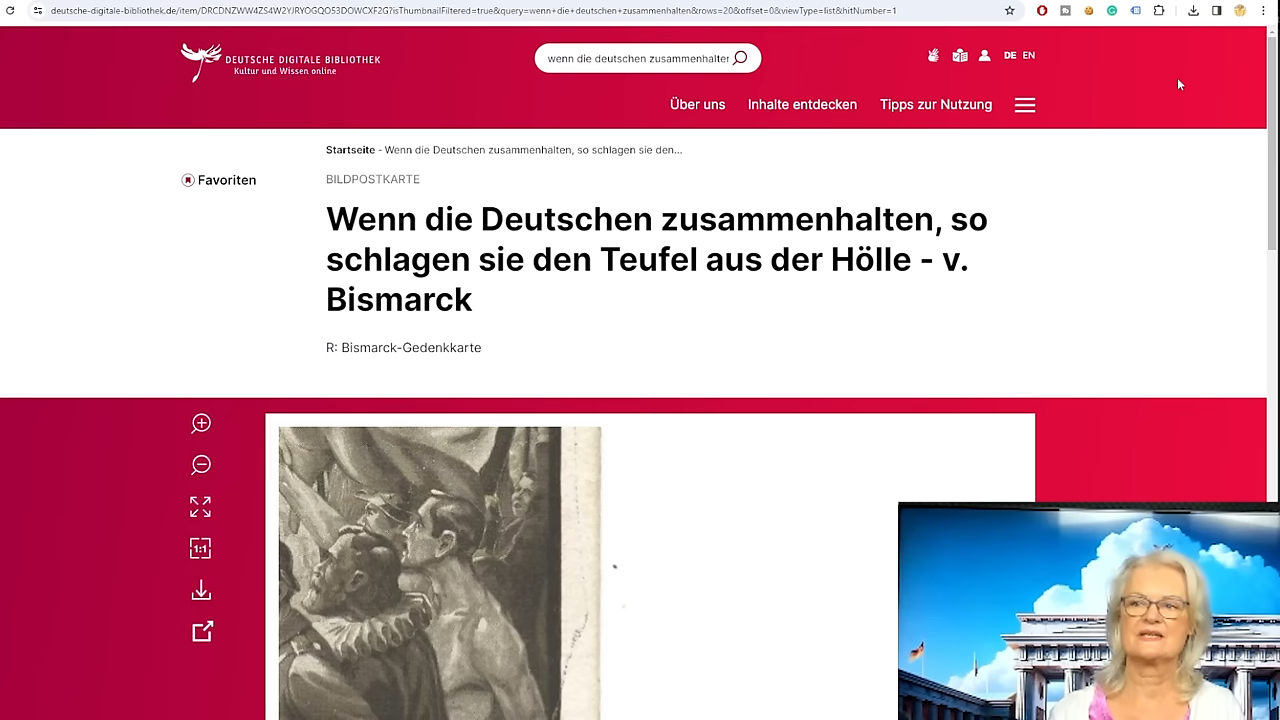 deutsche-digitale-bibliothek.de/item/DRCDNZWW4ZS4W2YJRYOGQO53DOWCXF2G?isThumbnailFiltered=true&query=wenn+die+deutschen+zusammenhalten&rows=20&offset=0&viewType=list&hitNumber=1
DEUTSCHE DIGITALE BIBLIOTHEK
Kultur und Wissen online
wenn die deutschen zusammenhalten
DE EN
Über uns Inhalte entdecken Tipps zur Nutzung
Startseite - Wenn die Deutschen zusammenhalten, so schlagen sie den...
Favoriten
BILDPOSTKARTE
Wenn die Deutschen zusammenhalten, so
schlagen sie den Teufel aus der Hölle - v.
Bismarck
R: Bismarck-Gedenkkarte
1:1